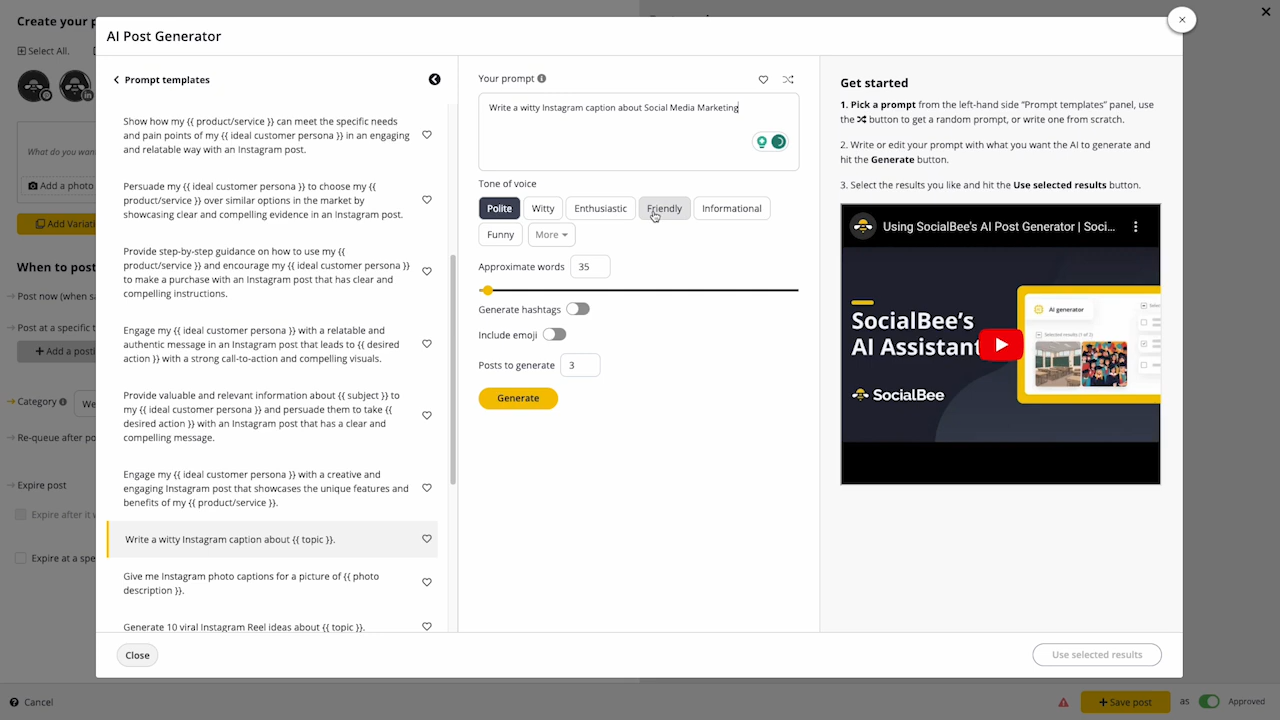 Create your p
Select All.
What do you want
Add a photo
Add Variati
When to post
Post now (when sa
Post at a specific t
Add a posti
Category
We
Re-queue after po
Expire post
Expire after it w
Expire at a spe
Cancel
AI Post Generator
Prompt templates
Show how my {{ product/service }} can meet the specific needs
and pain points of my {{ ideal customer persona }} in an engaging
and relatable way with an Instagram post.
Persuade my {{ ideal customer persona }} to choose my {{
product/service }} over similar options in the market by
showcasing clear and compelling evidence in an Instagram post.
Provide step-by-step guidance on how to use my {{
product/service }} and encourage my {{ ideal customer persona }}
to make a purchase with an Instagram post that has clear and
compelling instructions.
Engage my {{ ideal customer persona }} with a relatable and
authentic message in an Instagram post that leads to {{ desired
action }} with a strong call-to-action and compelling visuals.
Provide valuable and relevant information about {{ subject }} to
my {{ ideal customer persona }} and persuade them to take {{
desired action }} with an Instagram post that has a clear and
compelling message.
Engage my {{ ideal customer persona }} with a creative and
engaging Instagram post that showcases the unique features and
benefits of my {{ product/service }}.
Write a witty Instagram caption about {{ topic }}.
Give me Instagram photo captions for a picture of {{ photo
description }}.
Generate 10 viral Instagram Reel ideas about {{ topic }}.
Close
Your prompt
Write a witty Instagram caption about Social Media Marketing
Tone of voice
Polite
Witty
Enthusiastic
Friendly
Informational
Funny
More
Approximate words
35
Generate hashtags
Include emoji
Posts to generate
3
Generate
Get started
1. Pick a prompt from the left-hand side "Prompt templates" panel, use
the button to get a random prompt, or write one from scratch.
2. Write or edit your prompt with what you want the AI to generate and
hit the Generate button.
3. Select the results you like and hit the Use selected results button.
Using SocialBee's AI Post Generator | Soci...
SocialBee's
AI Assistant
SocialBee
AI generator
Selected results (1 of 2)
Use selected results
Save post
as
Approved